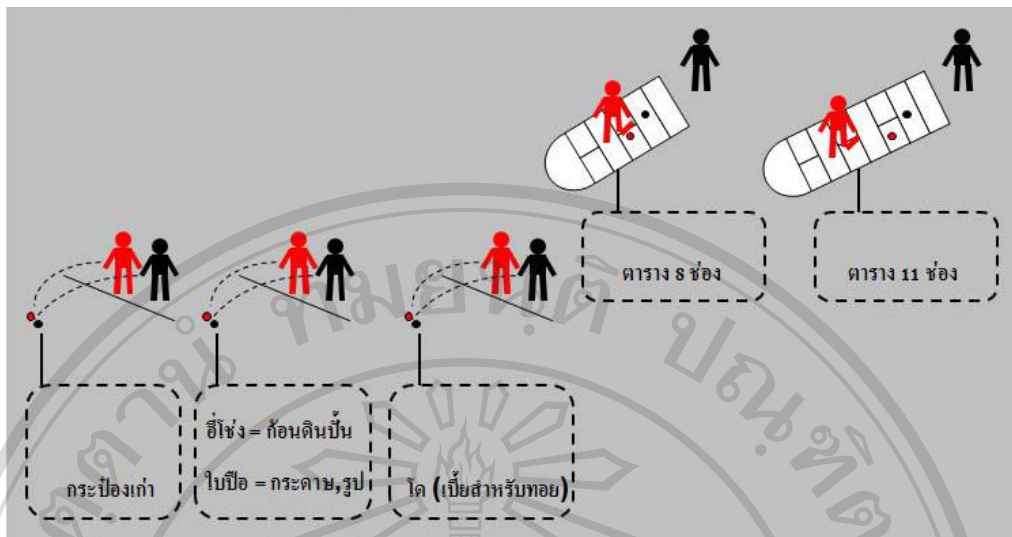 ตาราง 8 ช่อง
ตาราง 11 ช่อง
กระป๋องเก่า
อี่โช่ง = ก้อนดินปั้น
ใบปือ = กระดาษ,รูป
โด (เบี้ยสำหรับทอย)